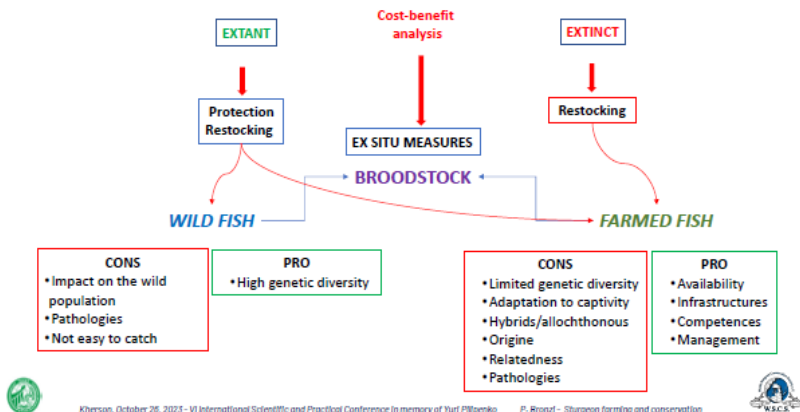 EXTANT
Cost-benefit
analysis
EXTINCT
Protection
Restocking
Restocking
EX SITU MEASURES
BROODSTOCK
WILD FISH
FARMED FISH
CONS
•Impact on the wild
population
•Pathologies
•Not easy to catch
PRO
•High genetic diversity
CONS
•Limited genetic diversity
•Adaptation to captivity
•Hybrids/allochthonous
•Origine
•Relatedness
•Pathologies
PRO
•Availability
•Infrastructures
•Competences
•Management
Kherson, October 26, 2023 - VI International Scientific and Practical Conference in memory of Yuri Pilipenko
P. Bronzi - Sturgeon farming and conservation
W.S.C.S.